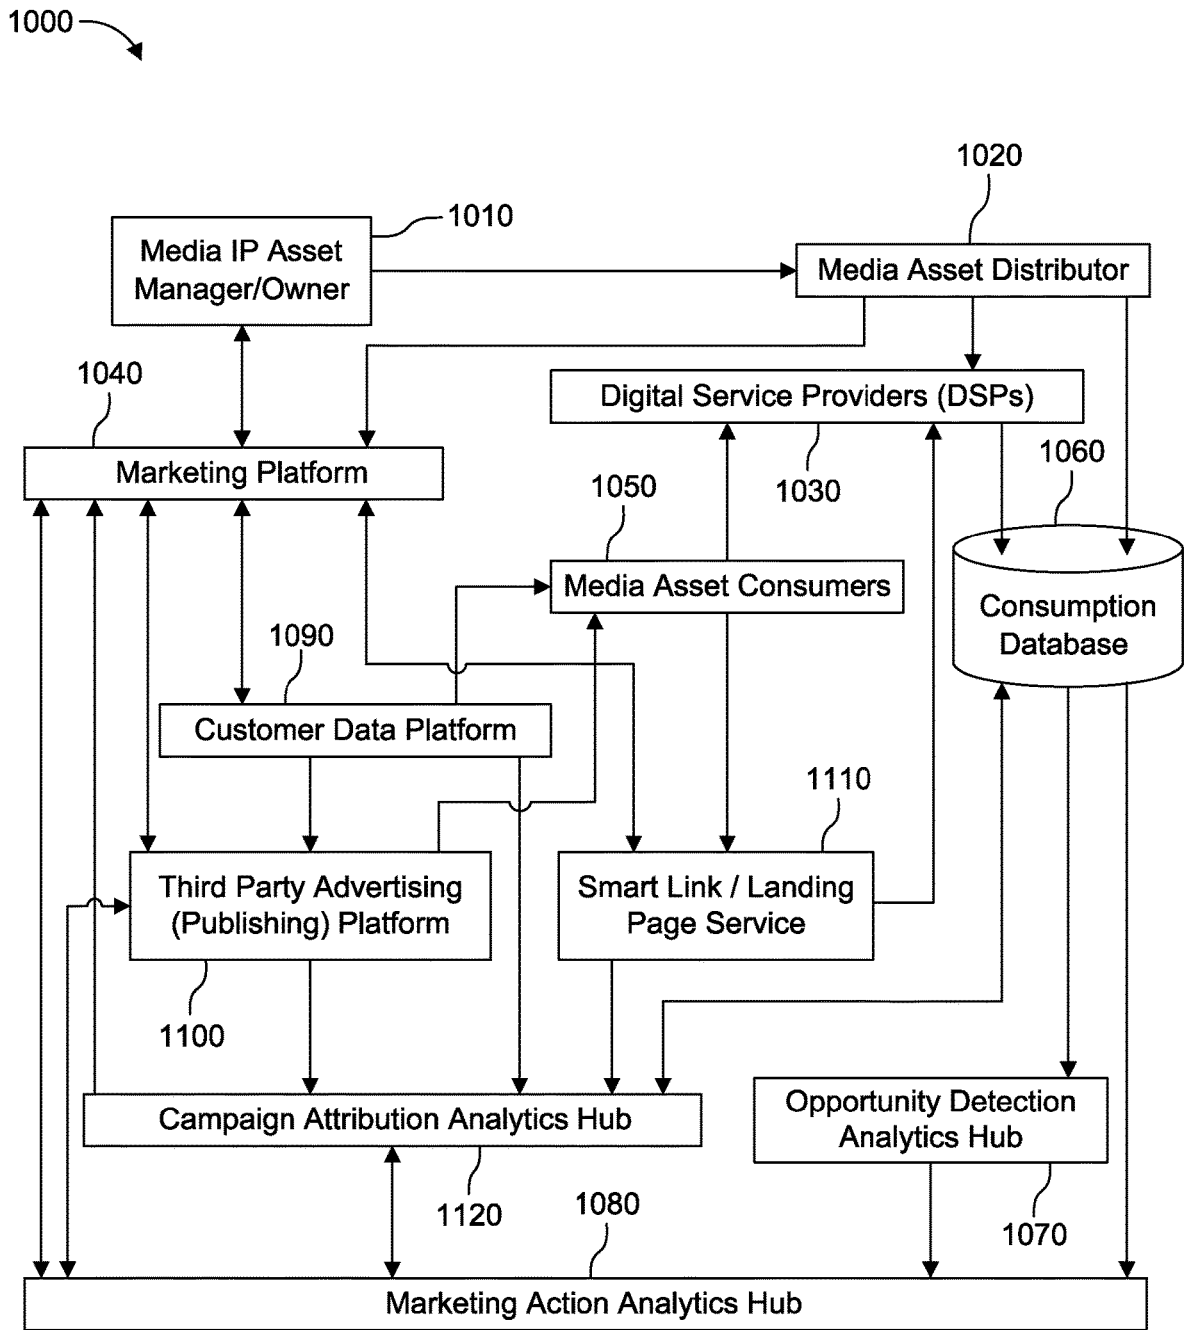 1000
1020
1010
Media IP Asset
Manager/Owner
Media Asset Distributor
1040
Digital Service Providers (DSPs)
1060
Marketing Platform
1050
1030
Media Asset Consumers
Consumption
Database
1090
Customer Data Platform
1110
Third Party Advertising
(Publishing) Platform
Smart Link / Landing
Page Service
1100
Campaign Attribution Analytics Hub
Opportunity Detection
Analytics Hub
1120
1080
1070
Marketing Action Analytics Hub